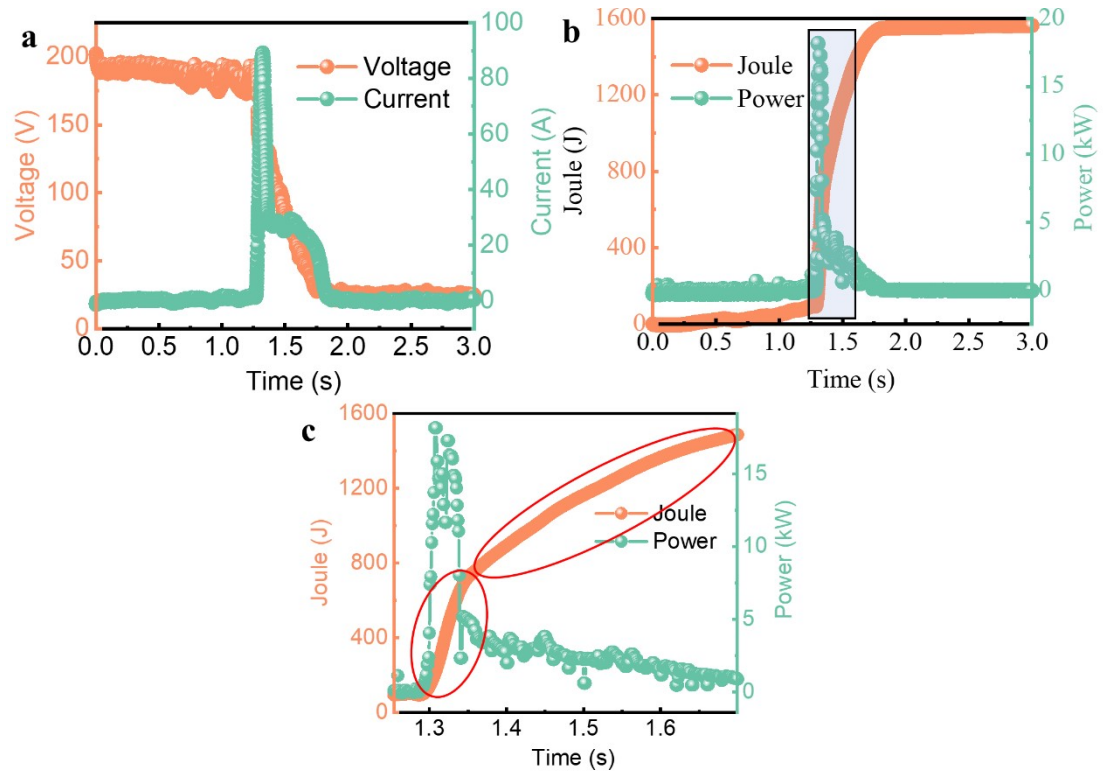 a
Voltage
Current
200
150
100
50
0
Voltage (V)
100
80
60
40
20
0
Current (A)
0.0 0.5 1.0 1.5 2.0 2.5 3.0
Time (s)
b
Joule
Power
1600
1200
800
400
0
Joule (J)
20
15
10
5
0
Power (kW)
0.0 0.5 1.0 1.5 2.0 2.5 3.0
Time (s)
c
Joule
Power
1600
1200
800
400
0
Joule (J)
15
10
5
0
Power (kW)
1.3 1.4 1.5 1.6
Time (s)